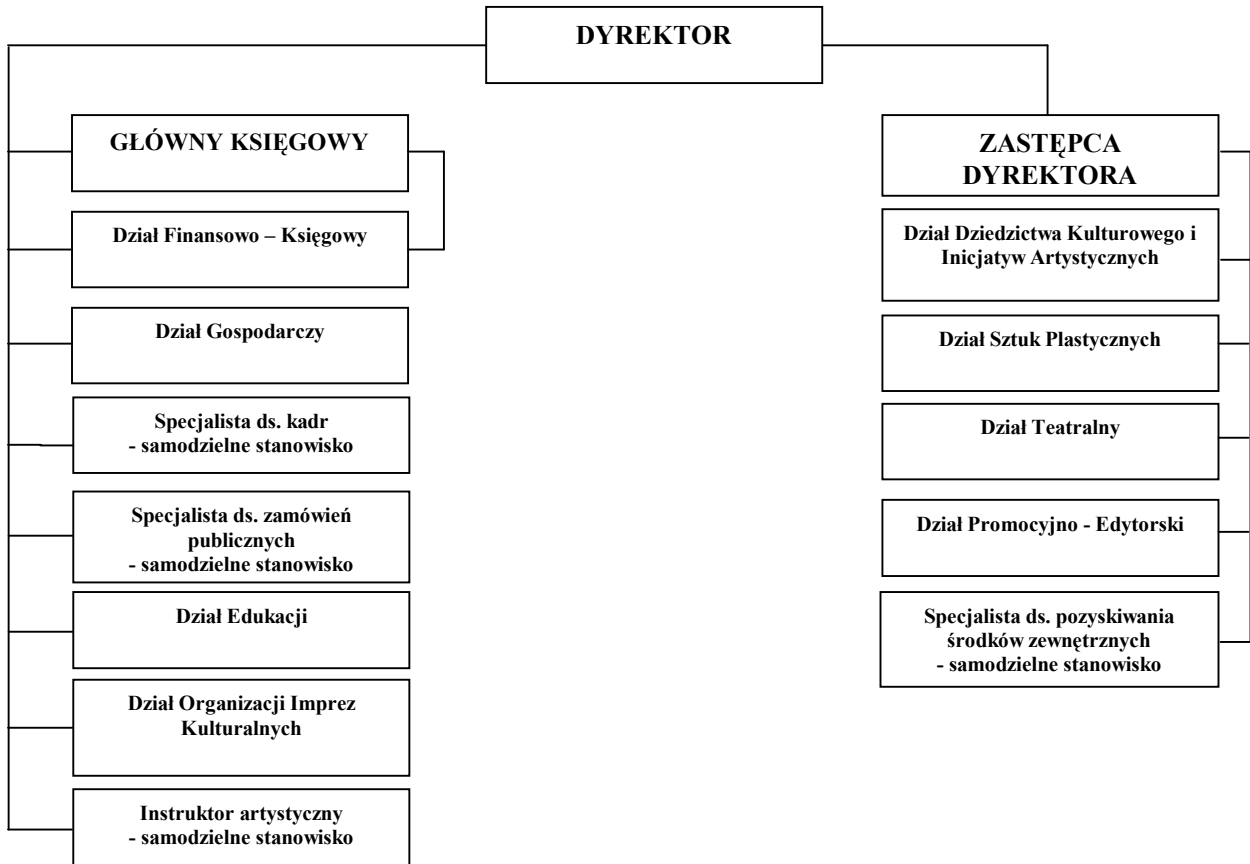 DYREKTOR
GŁÓWNY KSIĘGOWY
Dział Finansowo – Księgowy
Dział Gospodarczy
Specjalista ds. kadr
- samodzielne stanowisko
Specjalista ds. zamówień
publicznych
- samodzielne stanowisko
Dział Edukacji
Dział Organizacji Imprez
Kulturalnych
Instruktor artystyczny
- samodzielne stanowisko
ZASTĘPCA
DYREKTORA
Dział Dziedzictwa Kulturowego i
Inicjatyw Artystycznych
Dział Sztuk Plastycznych
Dział Teatralny
Dział Promocyjno - Edytorski
Specjalista ds. pozyskiwania
środków zewnętrznych
- samodzielne stanowisko